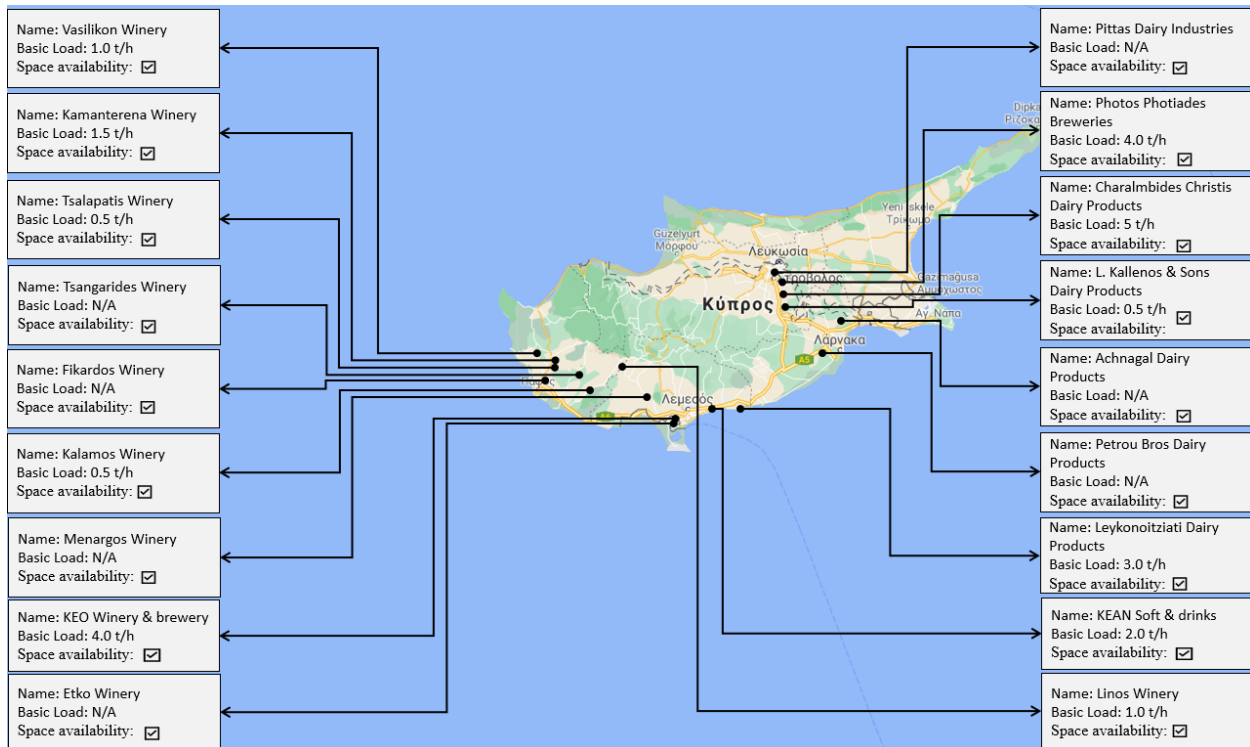 Name: Vasilikon Winery
Basic Load: 1.0 t/h
Space availability:
Name: Kamanterena Winery
Basic Load: 1.5 t/h
Space availability:
Name: Tsalapatis Winery
Basic Load: 0.5 t/h
Space availability:
Name: Tsangarides Winery
Basic Load: N/A
Space availability:
Name: Fikardos Winery
Basic Load: N/A
Space availability:
Name: Kalamos Winery
Basic Load: 0.5 t/h
Space availability:
Name: Menargos Winery
Basic Load: N/A
Space availability:
Name: KEO Winery & brewery
Basic Load: 4.0 t/h
Space availability:
Name: Etko Winery
Basic Load: N/A
Space availability:
Güzelyurt
Μόρφου
Λευκωσία
Yeni İskele
Τρίκωμο
Gazimağusa
Αμμόχωστος
Κύπρος
Αγ. Νάπα
Λάρνακα
A5
Λεμεσός
Name: Pittas Dairy Industries
Basic Load: N/A
Space availability:
Name: Photos Photiades
Breweries
Basic Load: 4.0 t/h
Space availability:
Name: Charalmbides Christis
Dairy Products
Basic Load: 5 t/h
Space availability:
Name: L. Kallenos & Sons
Dairy Products
Basic Load: 0.5 t/h
Space availability:
Name: Achnagal Dairy
Products
Basic Load: N/A
Space availability:
Name: Petrou Bros Dairy
Products
Basic Load: N/A
Space availability:
Name: Leykonoitziati Dairy
Products
Basic Load: 3.0 t/h
Space availability:
Name: KEAN Soft & drinks
Basic Load: 2.0 t/h
Space availability:
Name: Linos Winery
Basic Load: 1.0 t/h
Space availability: